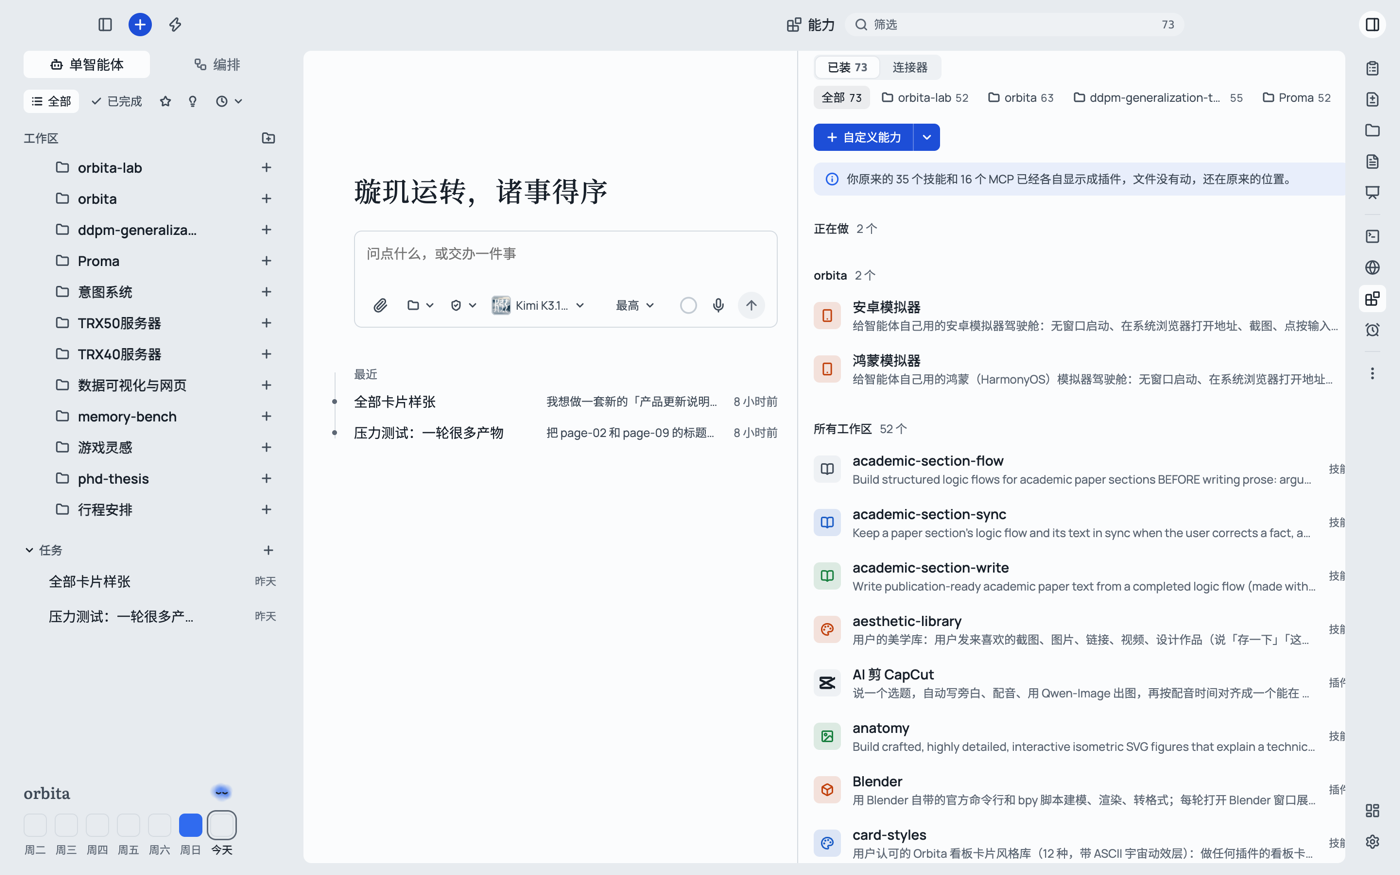 能力
筛选
73
单智能体
编排
全部
已完成
工作区
orbita-lab
orbita
ddpm-generaliza...
Proma
意图系统
TRX50服务器
TRX40服务器
数据可视化与网页
memory-bench
游戏灵感
phd-thesis
行程安排
任务
全部卡片样张 昨天
压力测试：一轮很多产... 昨天
orbita
周二 周三 周四 周五 周六 周日 今天
璇玑运转，诸事得序
问点什么，或交办一件事
Kimi K3.1... 最高
最近
全部卡片样张 我想做一套新的「产品更新说明... 8 小时前
压力测试：一轮很多产物 把 page-02 和 page-09 的标题... 8 小时前
已装 73 连接器
全部 73 orbita-lab 52 orbita 63 ddpm-generalization-t... 55 Proma 52
自定义能力
你原来的 35 个技能和 16 个 MCP 已经各自显示成插件，文件没有动，还在原来的位置。
正在做 2 个
orbita 2 个
安卓模拟器
给智能体自己用的安卓模拟器驾驶舱：无窗口启动、在系统浏览器打开地址、截图、点按输入...
鸿蒙模拟器
给智能体自己用的鸿蒙（HarmonyOS）模拟器驾驶舱：无窗口启动、在系统浏览器打开地址...
所有工作区 52 个
academic-section-flow
Build structured logic flows for academic paper sections BEFORE writing prose: argu... 技能
academic-section-sync
Keep a paper section's logic flow and its text in sync when the user corrects a fact, a... 技能
academic-section-write
Write publication-ready academic paper text from a completed logic flow (made with... 技能
aesthetic-library
用户的美学库：用户发来喜欢的截图、图片、链接、视频、设计作品（说「存一下」「这... 技能
AI 剪 CapCut
说一个选题，自动写旁白、配音、用 Qwen-Image 出图，再按配音时间对齐成一个能在 ... 插件
anatomy
Build crafted, highly detailed, interactive isometric SVG figures that explain a technic... 技能
Blender
用 Blender 自带的官方命令行和 bpy 脚本建模、渲染、转格式；每轮打开 Blender 窗口展... 插件
card-styles
用户认可的 Orbita 看板卡片风格库（12 种，带 ASCII 宇宙动效层）：做任何插件的看板卡... 技能